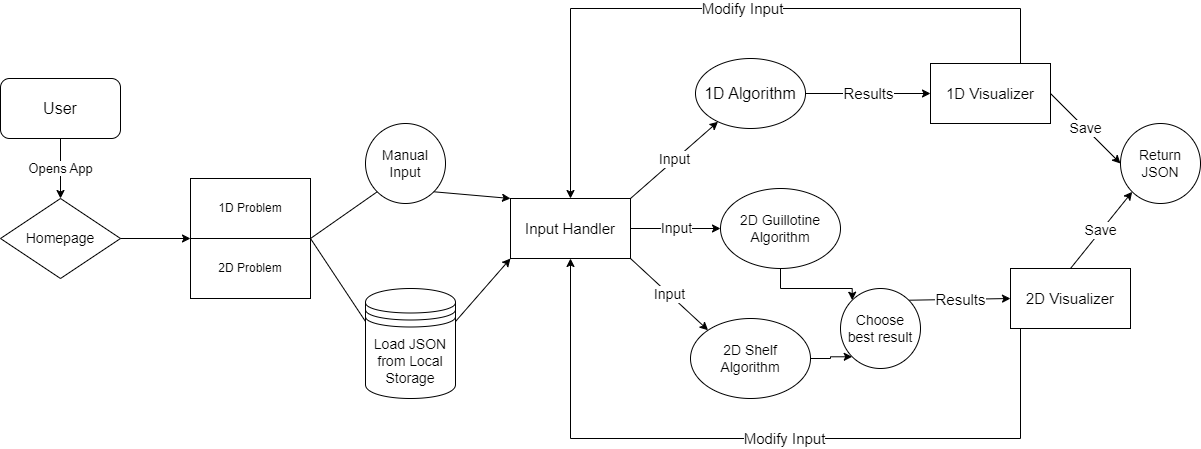 Modify Input
User
Opens App
Homepage
1D Problem
2D Problem
Manual
Input
Load JSON
from Local
Storage
Input Handler
Input
Input
Input
1D Algorithm
2D Guillotine
Algorithm
2D Shelf
Algorithm
Choose
best result
Results
Results
1D Visualizer
2D Visualizer
Save
Save
Return
JSON
Modify Input